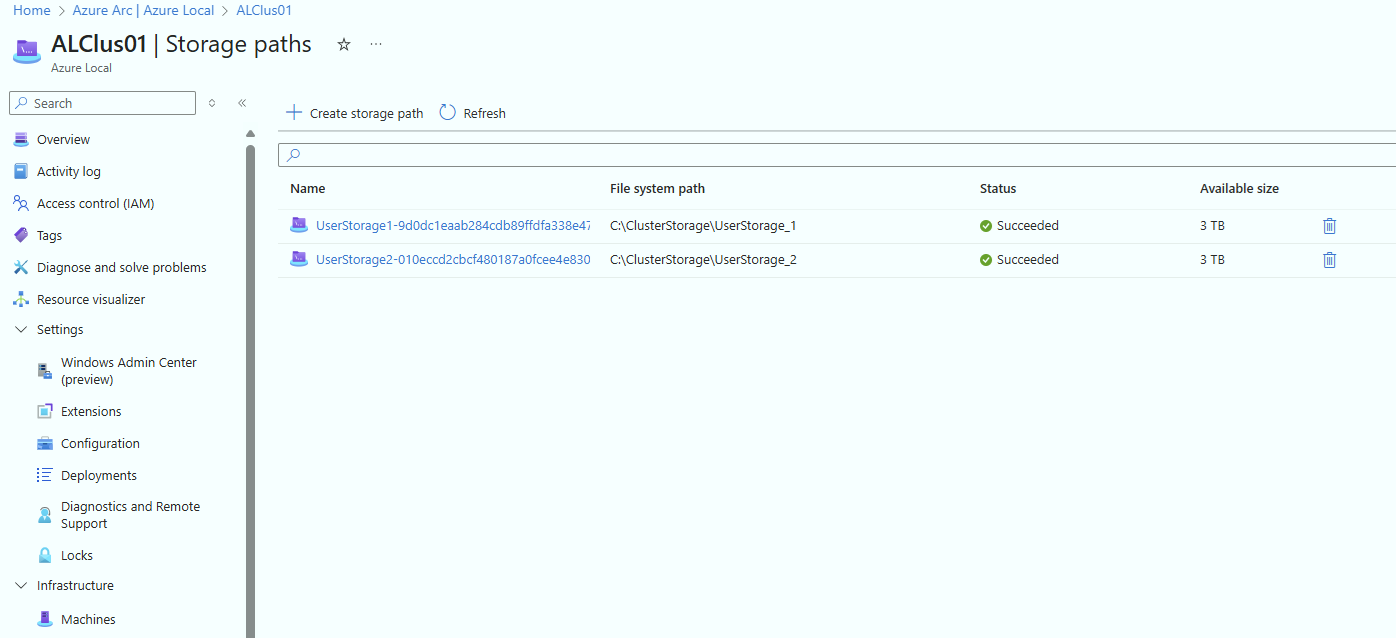 Home > Azure Arc | Azure Local > ALClus01
ALClus01 | Storage paths
Azure Local
Search
Create storage path
Refresh
Overview
Activity log
Access control (IAM)
Tags
Diagnose and solve problems
Resource visualizer
Settings
Windows Admin Center
(preview)
Extensions
Configuration
Deployments
Diagnostics and Remote
Support
Locks
Infrastructure
Machines
Name File system path Status Available size
UserStorage1-9d0dc1eaab284cdb89ffdfa338e47 C:\ClusterStorage\UserStorage_1 Succeeded 3 TB
UserStorage2-010eccd2cbcf480187a0fcee4e830 C:\ClusterStorage\UserStorage_2 Succeeded 3 TB